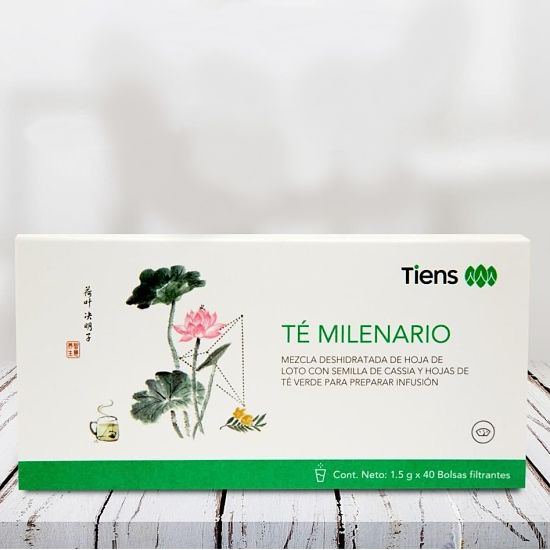 Tiens
荷叶 决明子
TÉ MILENARIO
MEZCLA DESHIDRATADA DE HOJA DE
LOTO CON SEMILLA DE CASSIA Y HOJAS DE
TÉ VERDE PARA PREPARAR INFUSIÓN
Cont. Neto: 1.5 g x 40 Bolsas filtrantes